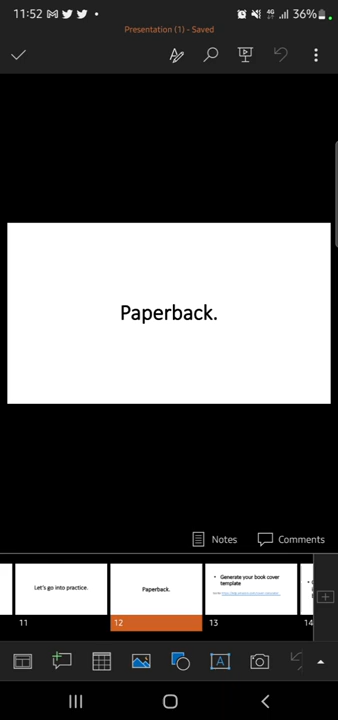 11:52
36%
Presentation (1) - Saved
Paperback.
Notes
Comments
Let's go into practice.
Paperback.
• Generate your book cover
template
11
12
13
14